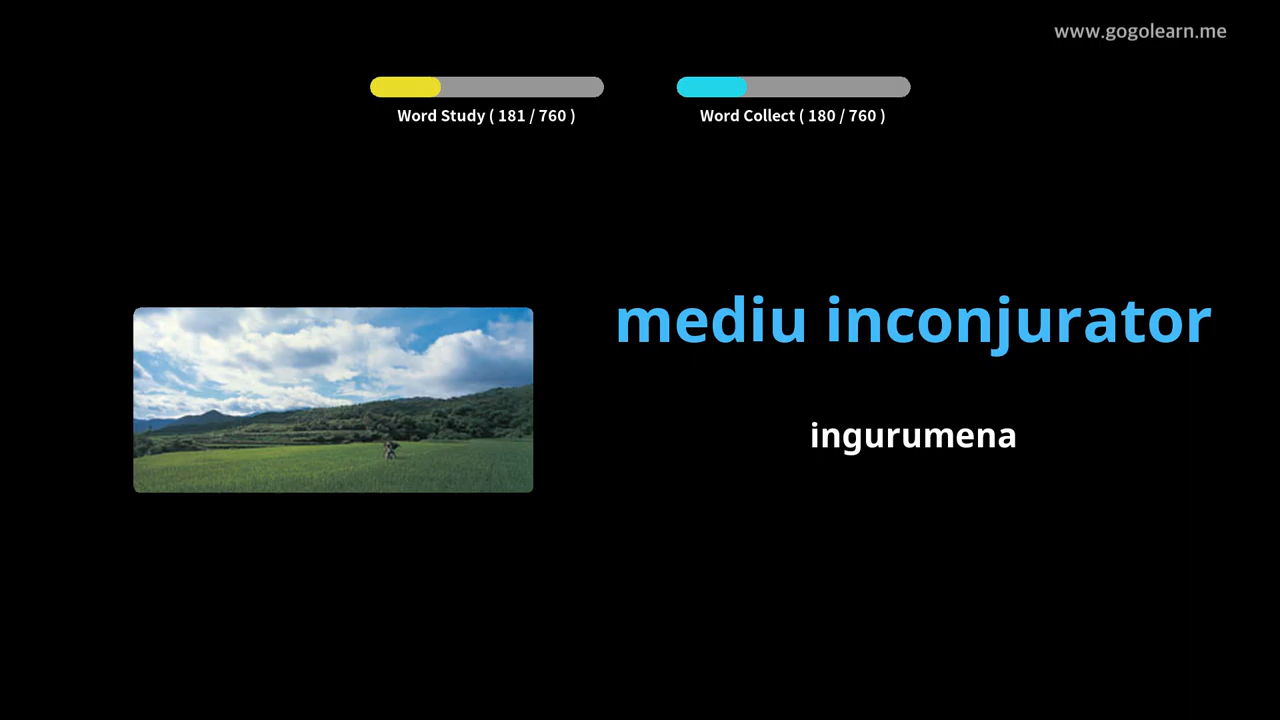 www.gogolearn.me
Word Study ( 181 / 760 )
Word Collect ( 180 / 760 )
mediu inconjurator
ingurumena